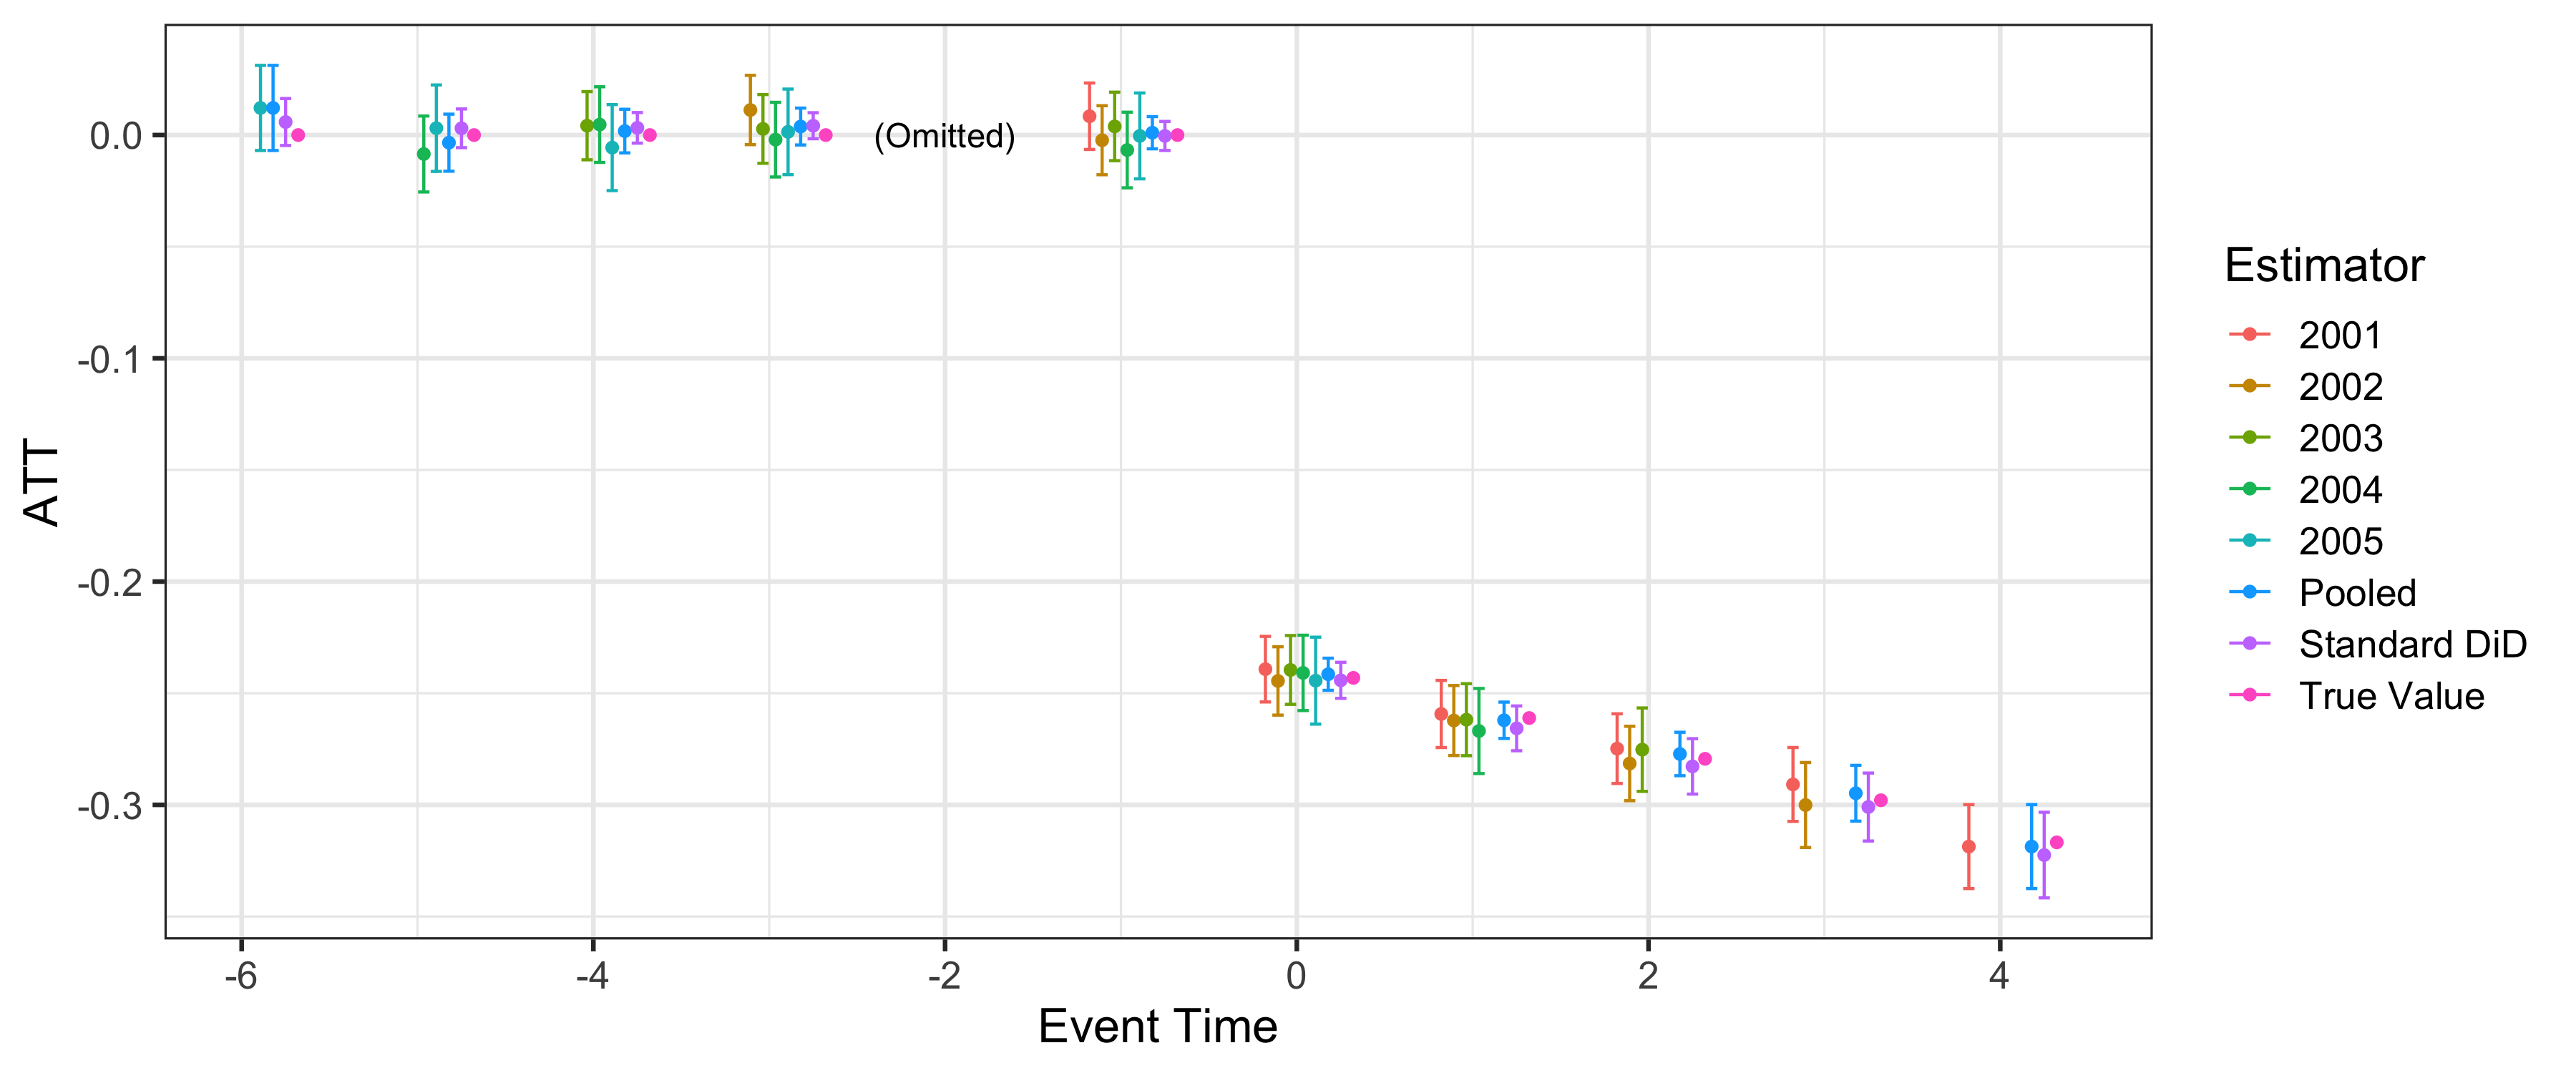 0.0
-0.1
-0.2
-0.3
ATT
(Omitted)
-6
-4
-2
0
2
4
Event Time
Estimator
2001
2002
2003
2004
2005
Pooled
Standard DiD
True Value